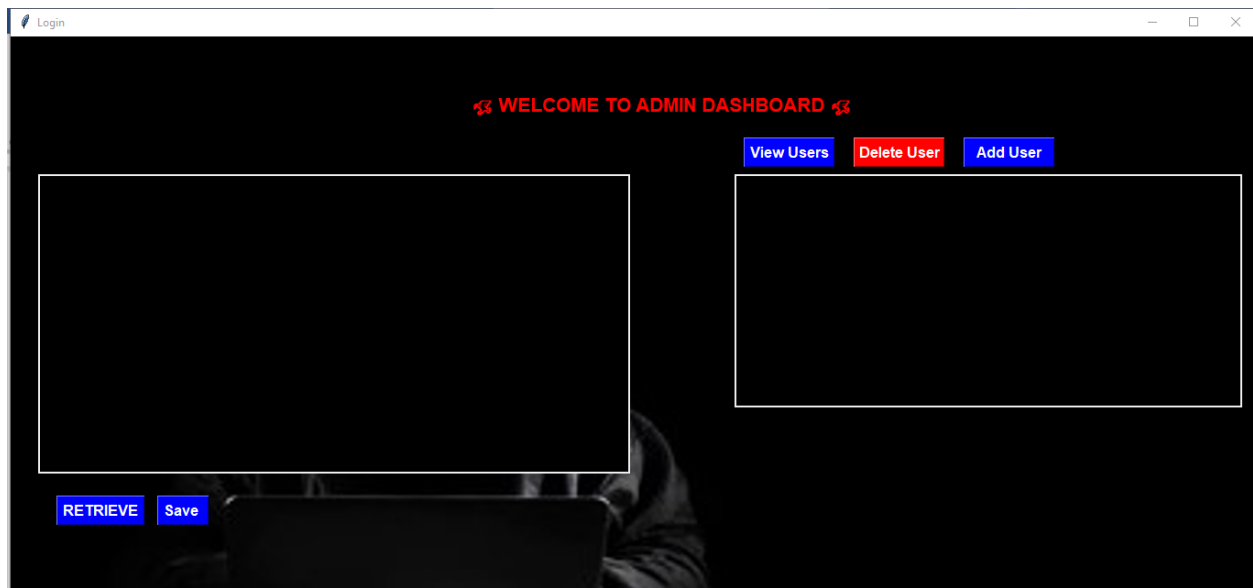 Login
WELCOME TO ADMIN DASHBOARD
View Users Delete User Add User
RETRIEVE Save